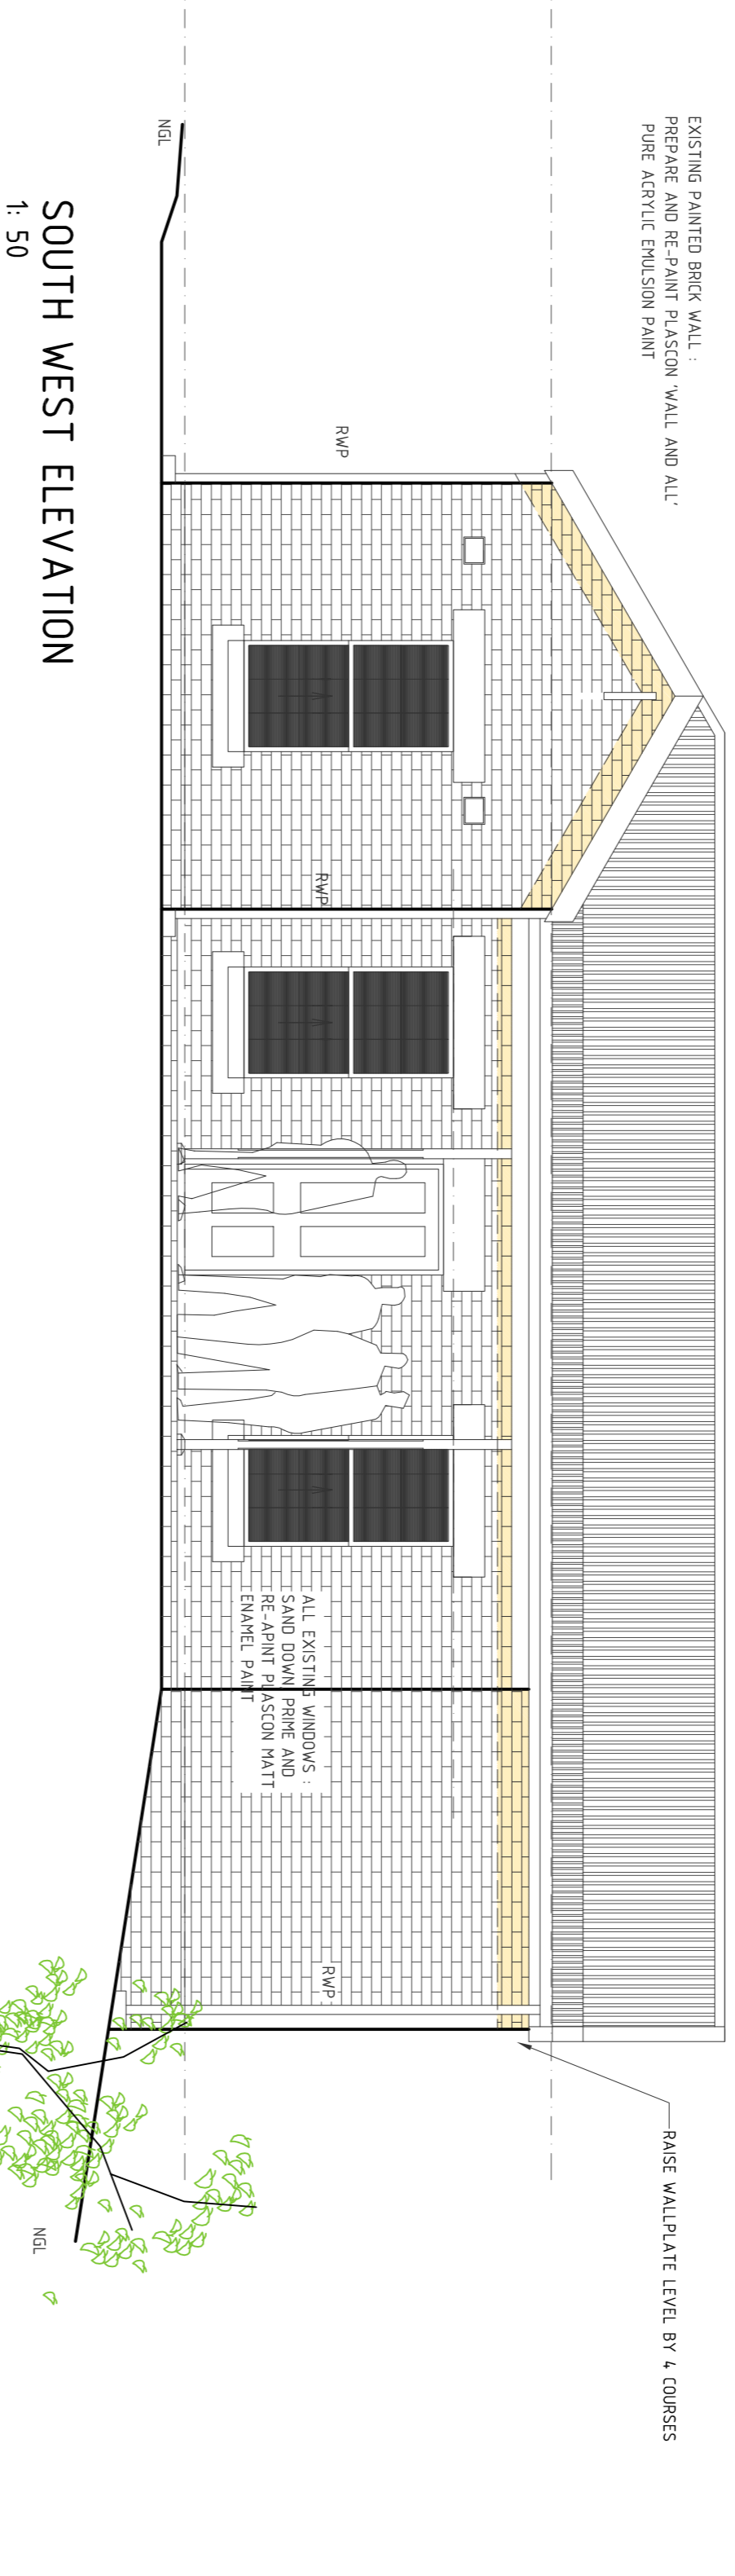 EXISTING PAINTED BRICK WALL :
PREPARE AND RE-PAINT PLASCON 'WALL AND ALL'
PURE ACRYLIC EMULSION PAINT
RAISE WALLPLATE LEVEL BY 4 COURSES
RWP
RWP
RWP
ALL EXISTING WINDOWS :
SAND DOWN PRIME AND
RE-APINT PLASCON MATT
ENAMEL PAINT
NGL
NGL
SOUTH WEST ELEVATION
1: 50